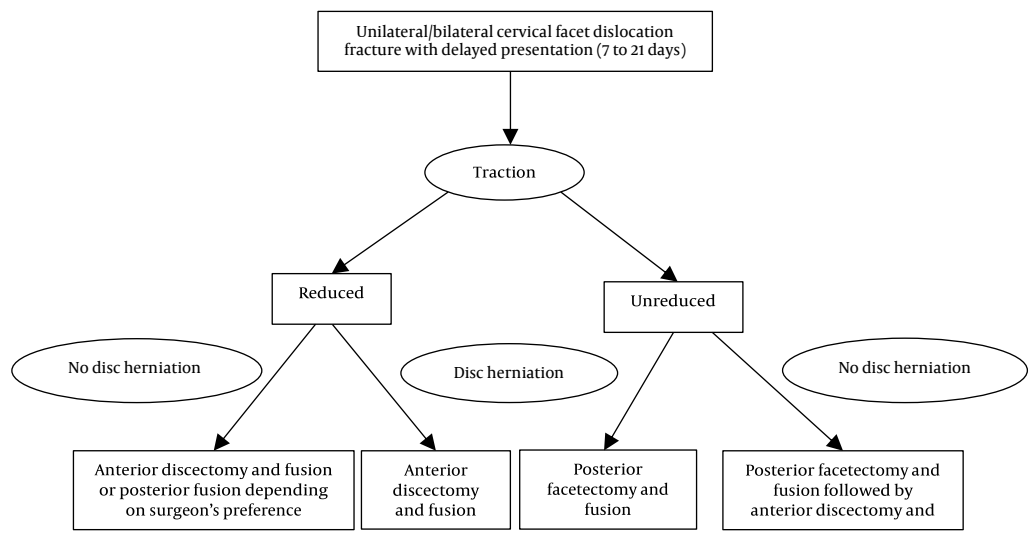 Unilateral/bilateral cervical facet dislocation
fracture with delayed presentation (7 to 21 days)
Traction
Reduced
Unreduced
No disc herniation
Disc herniation
No disc herniation
Anterior discectomy and fusion
or posterior fusion depending
on surgeon's preference
Anterior
discectomy
and fusion
Posterior
facetectomy and
fusion
Posterior facetectomy and
fusion followed by
anterior discectomy and